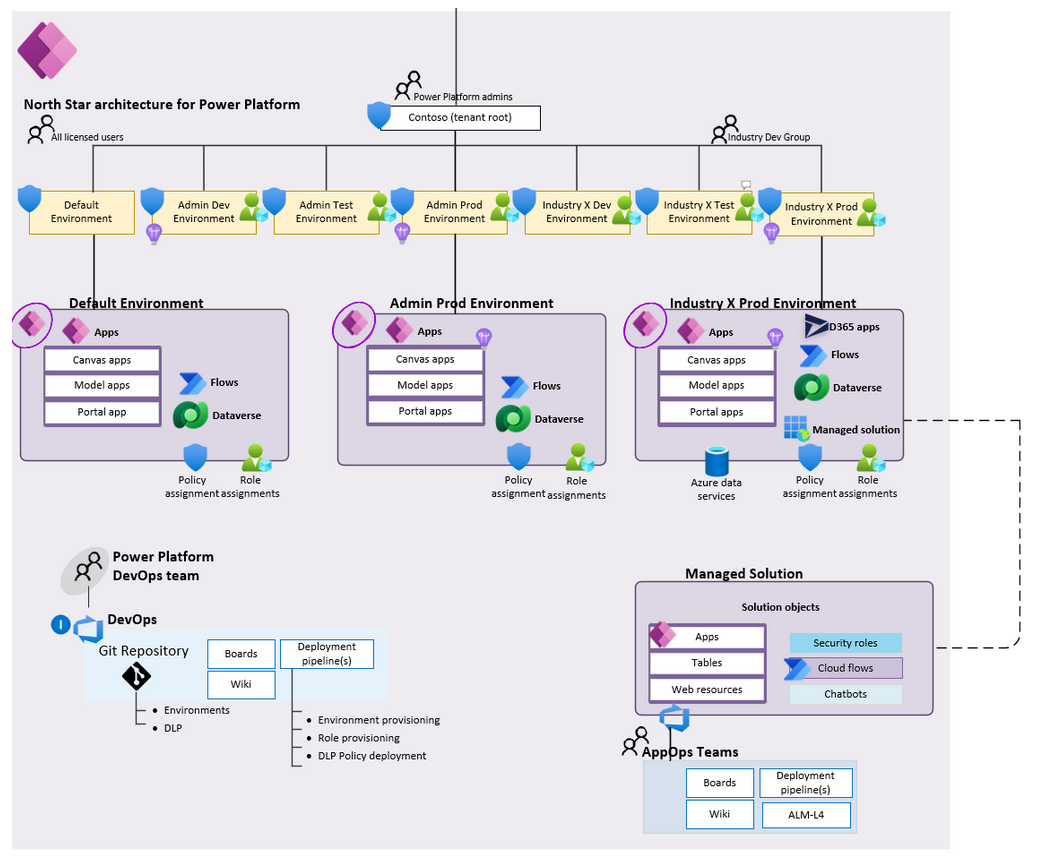 North Star architecture for Power Platform
Power Platform admins
Contoso (tenant root)
All licensed users
Industry Dev Group
Default
Environment
Admin Dev
Environment
Admin Test
Environment
Admin Prod
Environment
Industry X Dev
Environment
Industry X Test
Environment
Industry X Prod
Environment
Default Environment
Apps
Canvas apps
Model apps
Portal app
Flows
Dataverse
Policy
assignment
Role
assignments
Admin Prod Environment
Apps
Canvas apps
Model apps
Portal apps
Flows
Dataverse
Policy
assignment
Role
assignments
Industry X Prod Environment
Apps
Canvas apps
Model apps
Portal apps
D365 apps
Flows
Dataverse
Managed solution
Azure data
services
Policy
assignment
Role
assignments
Power Platform
DevOps team
I
DevOps
Git Repository
Boards
Wiki
Deployment
pipeline(s)
• Environments
• DLP
• Environment provisioning
• Role provisioning
• DLP Policy deployment
Managed Solution
Solution objects
Apps
Tables
Web resources
Security roles
Cloud flows
Chatbots
AppOps Teams
Boards
Deployment
pipeline(s)
Wiki
ALM-L4